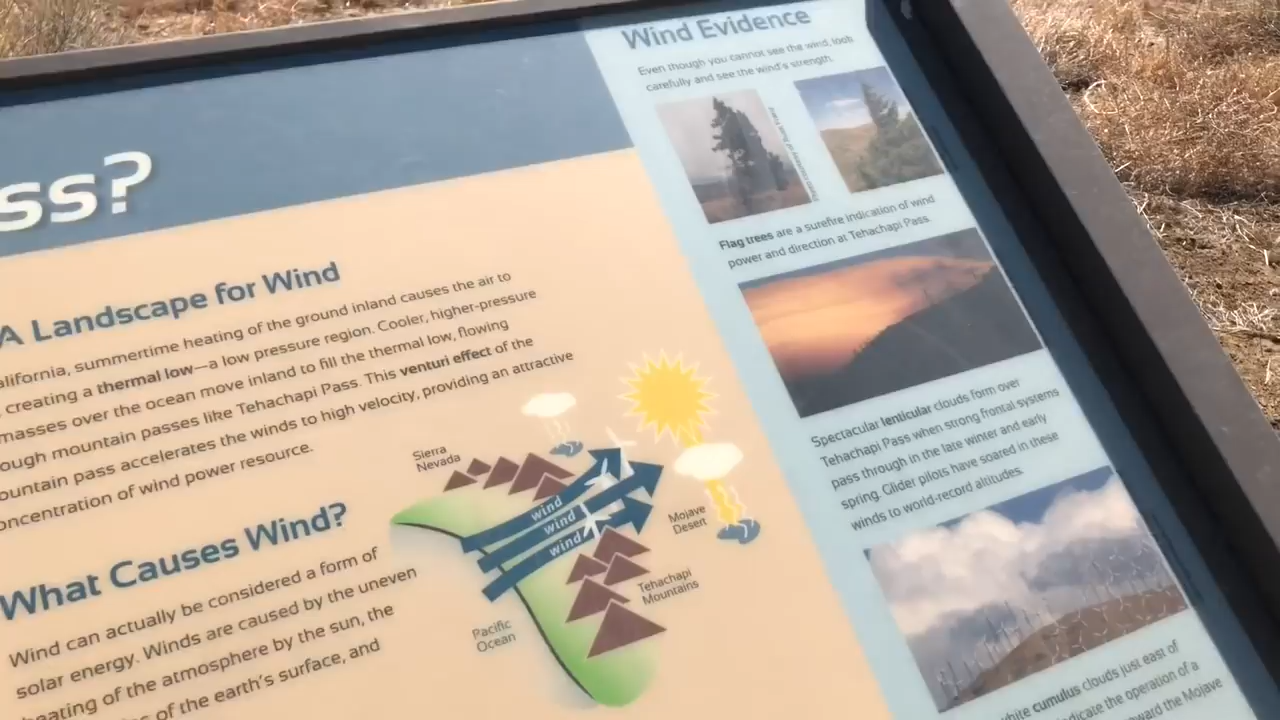 ss?
A Landscape for Wind
alifornia, summertime heating of the ground inland causes the air to
creating a thermal low—a low pressure region. Cooler, higher-pressure
masses over the ocean move inland to fill the thermal low, flowing
ough mountain passes like Tehachapi Pass. This venturi effect of the
ountain pass accelerates the winds to high velocity, providing an attractive
oncentration of wind power resource.
What Causes Wind?
Wind can actually be considered a form of
solar energy. Winds are caused by the uneven
heating of the atmosphere by the sun, the
of the earth's surface, and
Sierra
Nevada
wind
wind
wind
Mojave
Desert
Tehachapi
Mountains
Pacific
Ocean
Wind Evidence
Even though you cannot see the wind, look
carefully and see the wind's strength.
Flag trees are a surefire indication of wind
power and direction at Tehachapi Pass.
Spectacular lenticular clouds form over
Tehachapi Pass when strong frontal systems
pass through in the late winter and early
spring. Glider pilots have soared in these
winds to world-record altitudes.
white cumulus clouds just east of
indicate the operation of a
toward the Mojave